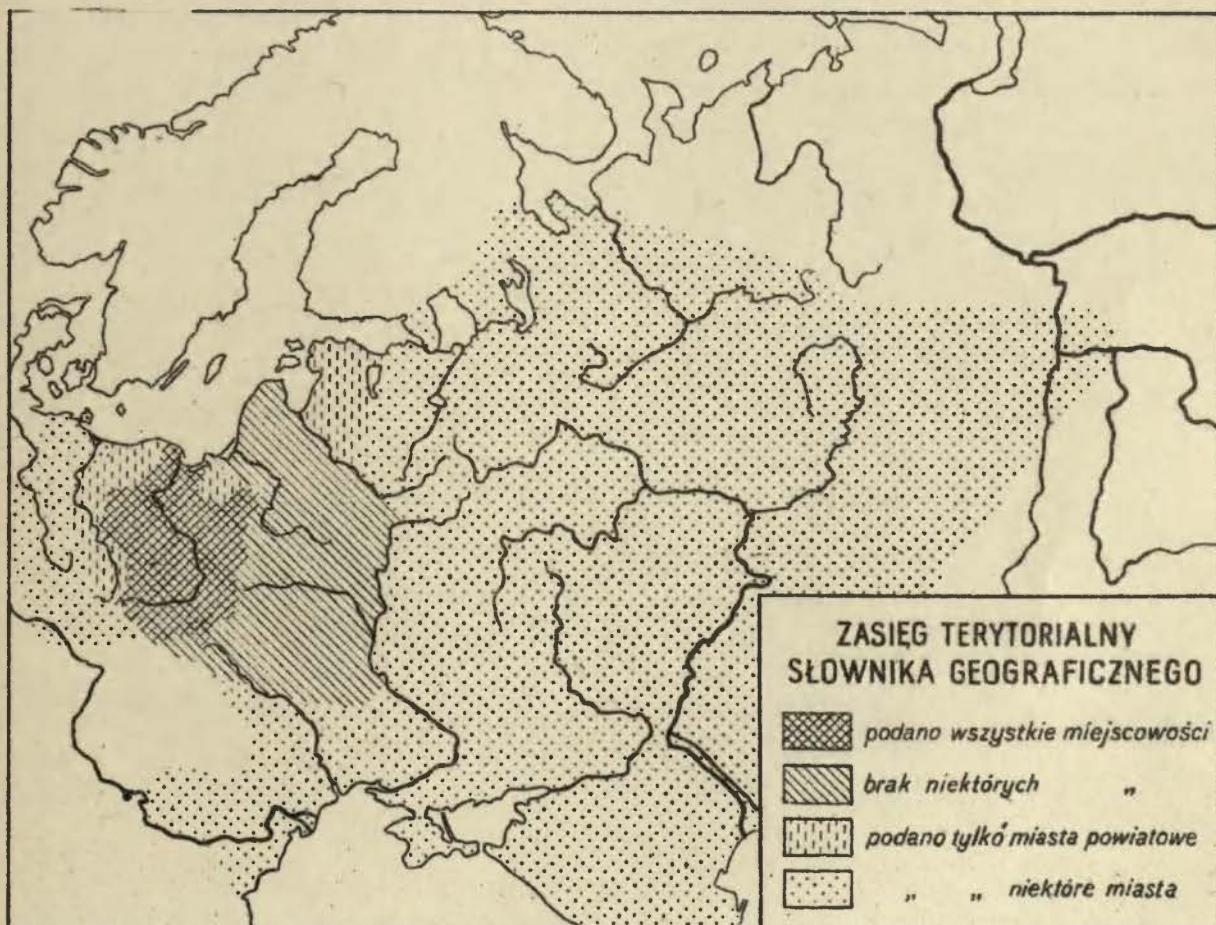 ZASIĘG TERYTORIALNY
SŁOWNIKA GEOGRAFICZNEGO
podano wszystkie miejscowości
brak niektórych „
podano tylko miasta powiatowe
„ „ niektóre miasta